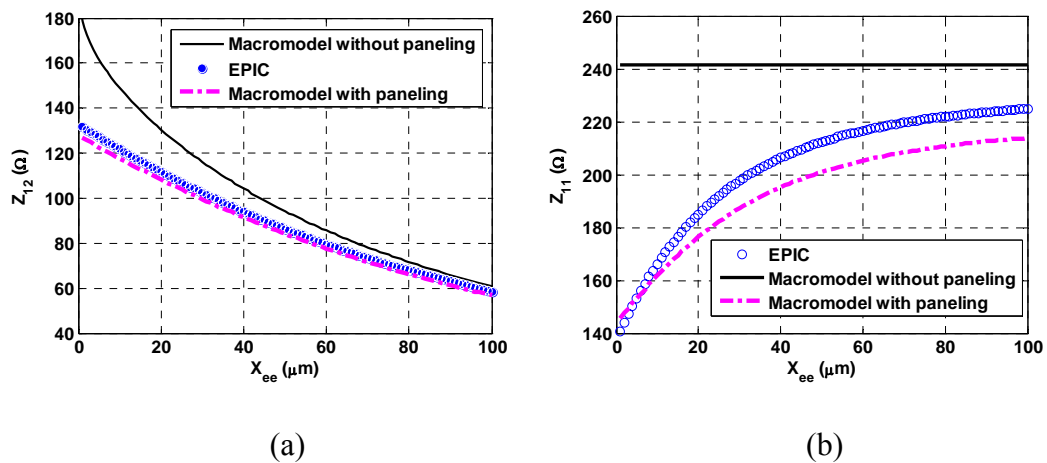 180
160
140
120
100
80
60
40
Z12 (Ω)
0 20 40 60 80 100
Xee (μm)
Macromodel without paneling
EPIC
Macromodel with paneling
(a)
260
240
220
200
180
160
140
Z11 (Ω)
0 20 40 60 80 100
Xee (μm)
EPIC
Macromodel without paneling
Macromodel with paneling
(b)